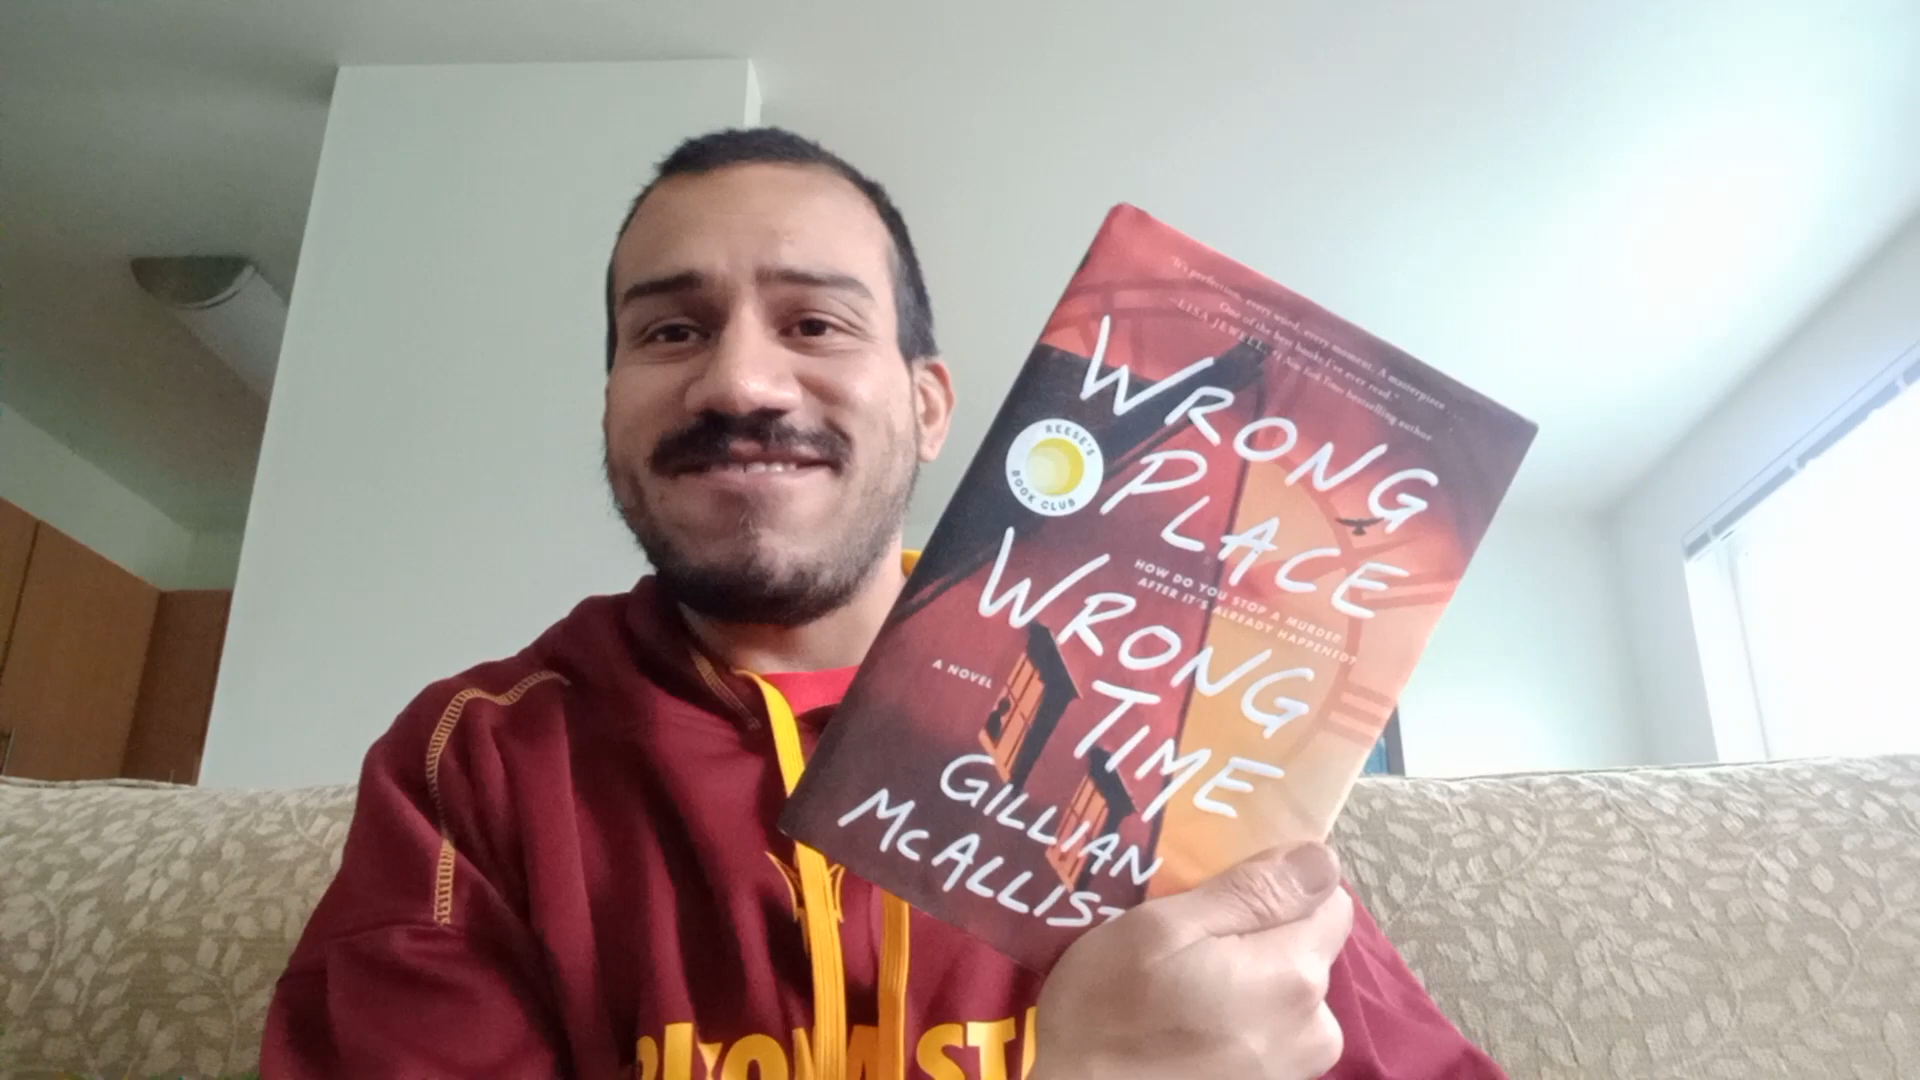 "It's perfection, every word, every moment. A masterpiece . . .
One of the best books I've ever read."
—LISA JEWELL, #1 New York Times bestselling author
WRONG
PLACE
REESE'S
BOOK CLUB
HOW DO YOU STOP A MURDER
AFTER IT'S ALREADY HAPPENED?
WRONG
TIME
A NOVEL
GILLIAN
McALLIST
IZONA STA